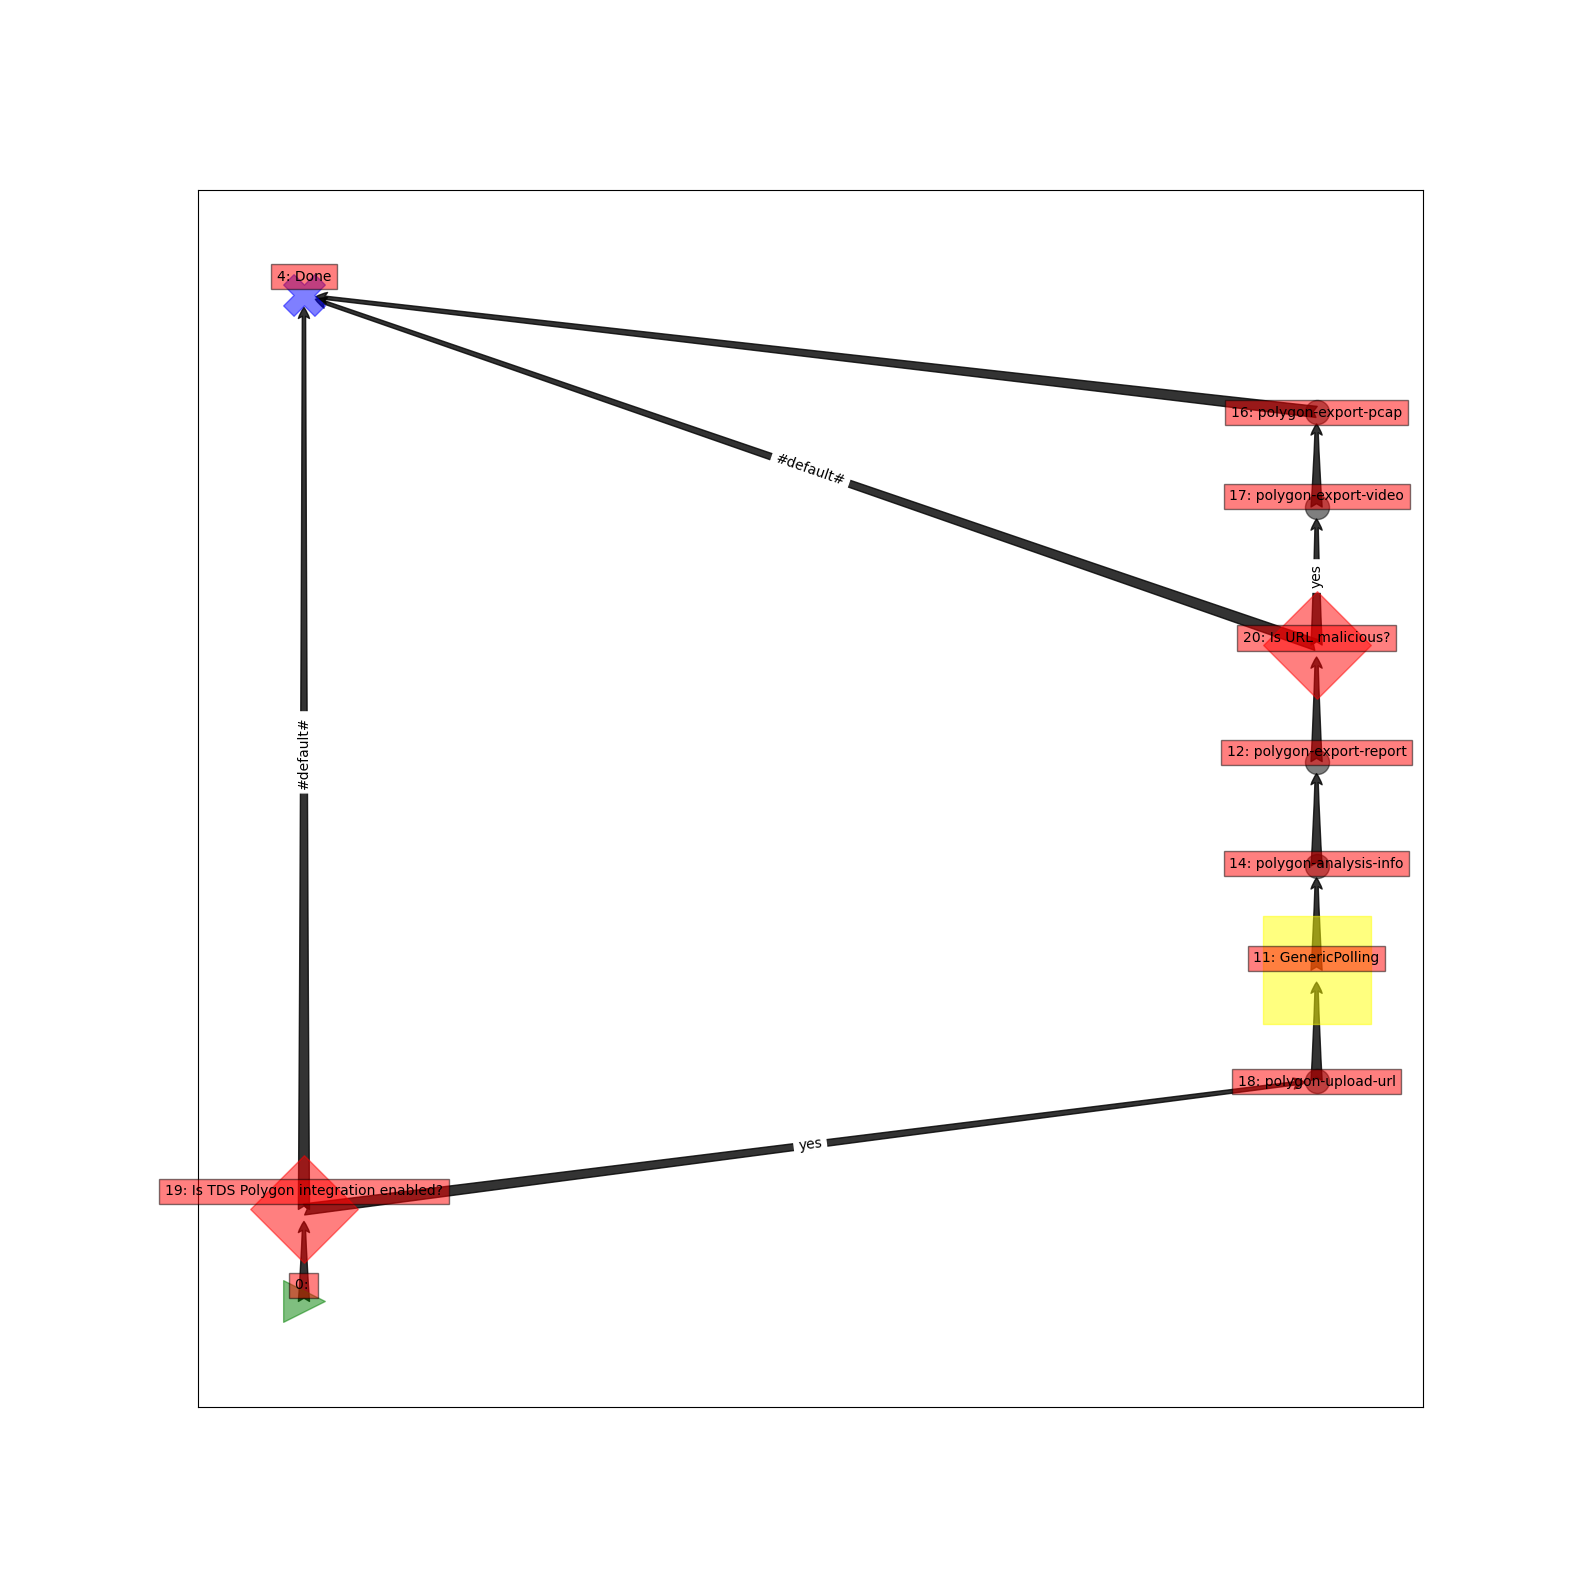 4: Done
16: polygon-export-pcap
#default#
17: polygon-export-video
yes
20: Is URL malicious?
#default#
12: polygon-export-report
14: polygon-analysis-info
11: GenericPolling
18: polygon-upload-url
yes
19: Is TDS Polygon integration enabled?
0: